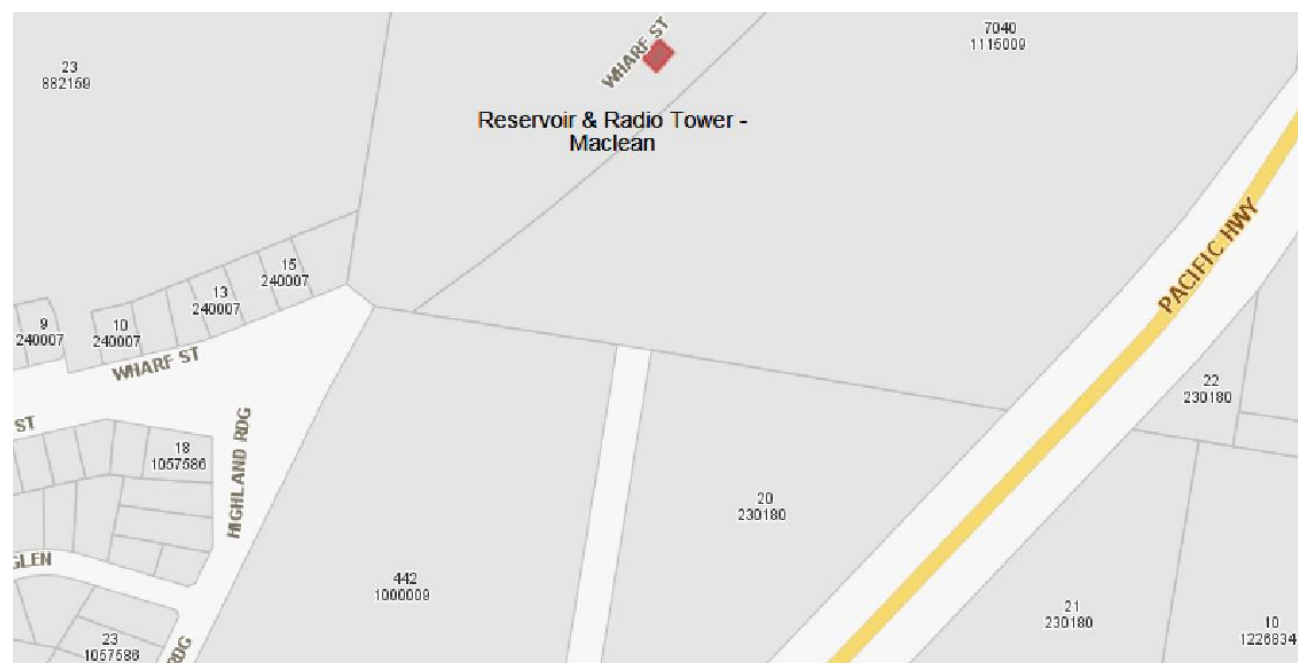 WHARF ST
7040
1115009
23
882159
Reservoir & Radio Tower -
Maclean
PACIFIC HWY
15
240007
13
240007
9
240007
10
240007
WHARF ST
22
230180
ST
HIGHLAND RDG
18
1057586
20
230180
GLEN
442
1000009
21
230180
10
1226834
23
1057586
RDG